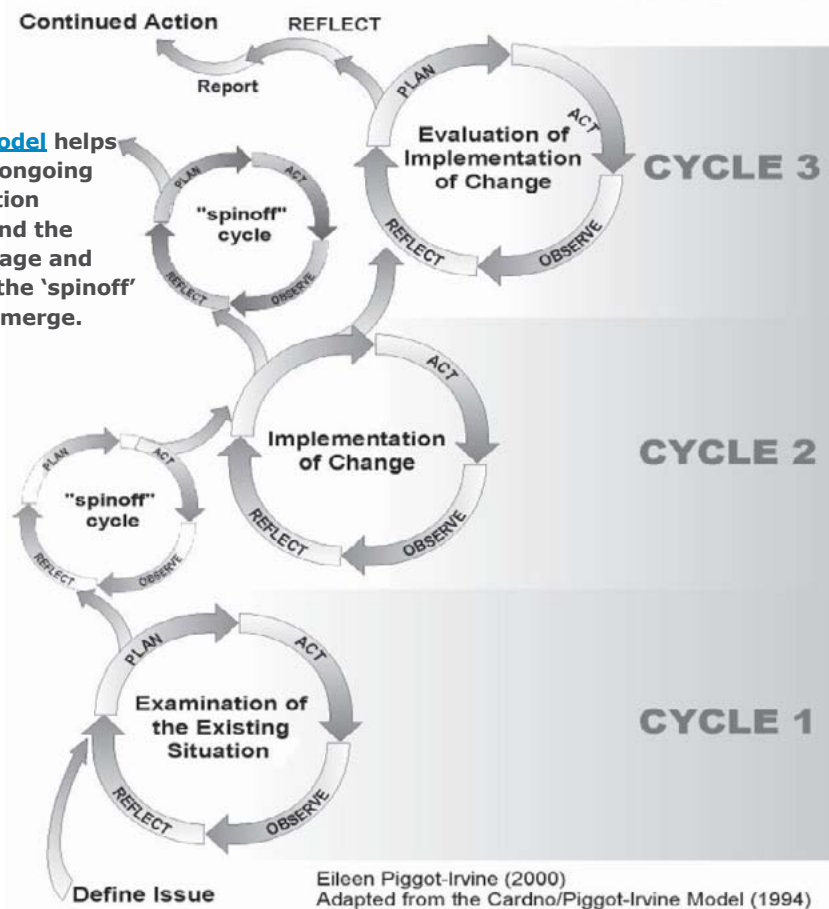 Continued Action
REFLECT
Report
PLAN
ACT
OBSERVE
REFLECT
Evaluation of
Implementation
of Change
CYCLE 3
odel helps
ongoing
tion
nd the
age and
the ‘spinoff’
merge.
PLAN
ACT
OBSERVE
REFLECT
"spinoff"
cycle
ACT
OBSERVE
REFLECT
Implementation
of Change
CYCLE 2
PLAN
ACT
OBSERVE
REFLECT
"spinoff"
cycle
PLAN
ACT
OBSERVE
REFLECT
Examination of
the Existing
Situation
CYCLE 1
Define Issue
Eileen Piggot-Irvine (2000)
Adapted from the Cardno/Piggot-Irvine Model (1994)